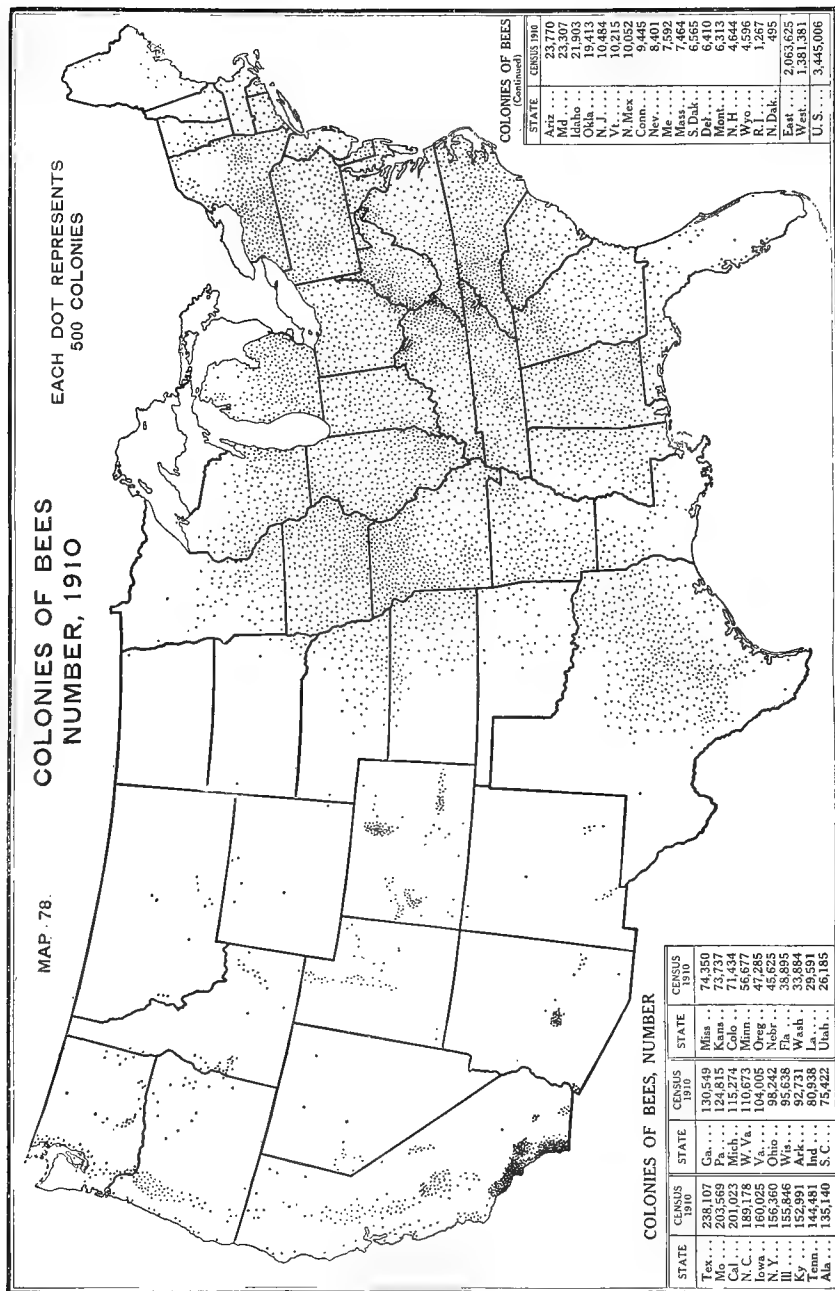 MAP 78.
COLONIES OF BEES
NUMBER, 1910
EACH DOT REPRESENTS
500 COLONIES
COLONIES OF BEES, NUMBER
STATE CENSUS 1910 STATE CENSUS 1910 STATE CENSUS 1910
Tex... 238,107 Ga.... 130,549 Miss.. 74,350
Mo... 203,569 Pa.... 124,815 Kans.. 73,737
Cal... 201,023 Mich... 115,274 Colo.. 71,434
N. C.. 189,178 W. Va. 110,673 Minn.. 56,677
Iowa.. 160,025 Va.... 104,005 Oreg.. 47,285
N. Y.. 156,360 Ohio... 98,242 Nebr.. 45,625
Ill.... 155,846 Wis... 95,638 Fla... 38,895
Ky... 152,991 Ark... 92,731 Wash. 33,884
Tenn.. 144,481 Ind... 80,938 La... 29,591
Ala... 135,140 S. C... 75,422 Utah.. 26,185
COLONIES OF BEES
(Continued)
STATE CENSUS 1910
Ariz... 23,770
Md... 23,307
Idaho.. 21,903
Okla.. 19,413
N. J... 10,484
Vt.... 10,215
N. Mex 10,052
Conn.. 9,445
Nev... 8,401
Me... 7,592
Mass.. 7,464
S. Dak.. 6,565
Del... 6,410
Mont.. 6,313
N. H.. 4,644
Wyo.. 4,596
R. I... 1,267
N. Dak. 495
East... 2,063,625
West... 1,381,381
U. S... 3,445,006